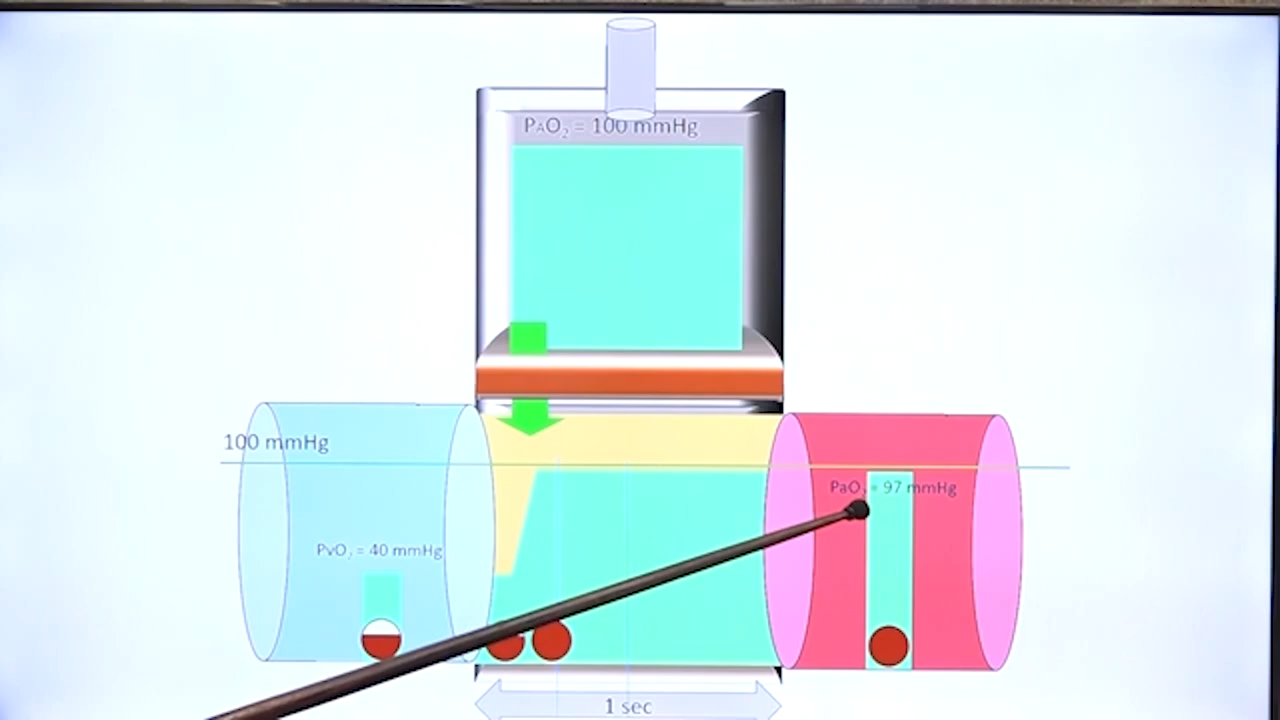 PAO₂ = 100 mmHg
100 mmHg
PaO₂ = 97 mmHg
PvO₂ = 40 mmHg
1 sec